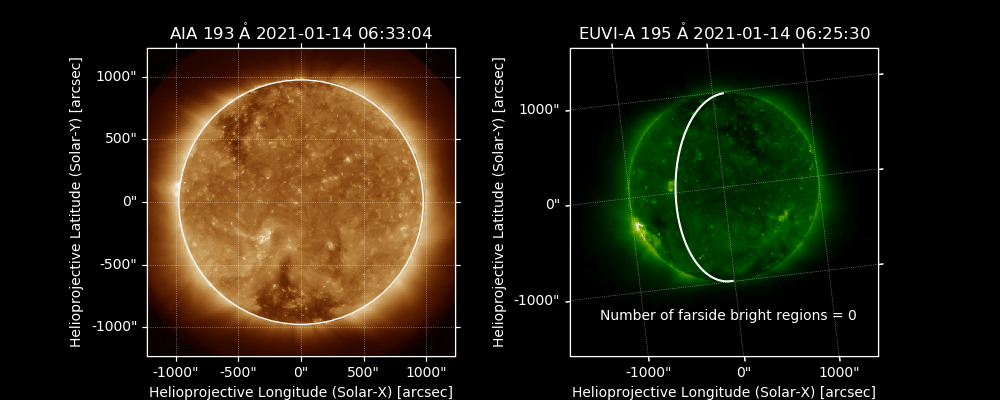 AIA 193 Å 2021-01-14 06:33:04
Helioprojective Latitude (Solar-Y) [arcsec]
1000"
500"
0"
-500"
-1000"
-1000"  -500"  0"  500"  1000"
Helioprojective Longitude (Solar-X) [arcsec]
EUVI-A 195 Å 2021-01-14 06:25:30
Helioprojective Latitude (Solar-Y) [arcsec]
1000"
0"
-1000"
Number of farside bright regions = 0
-1000"  0"  1000"
Helioprojective Longitude (Solar-X) [arcsec]